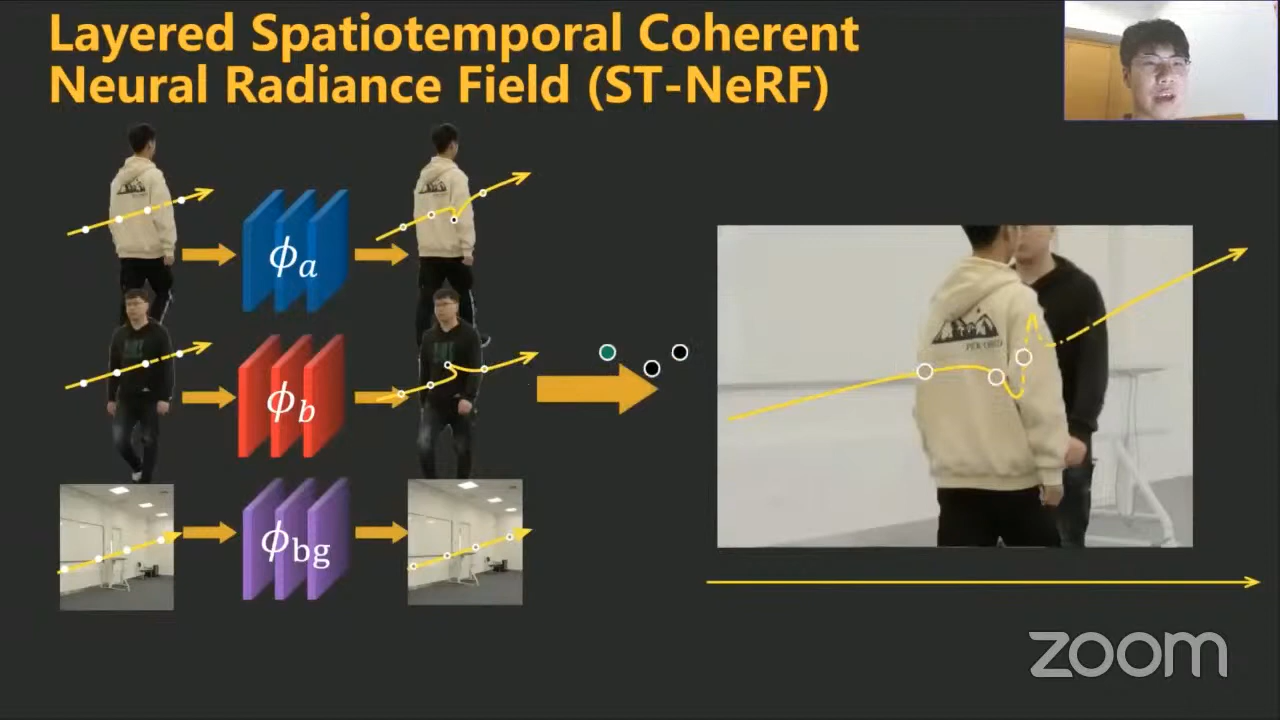 Layered Spatiotemporal Coherent
Neural Radiance Field (ST-NeRF)
ϕa
ϕb
ϕbg
zoom